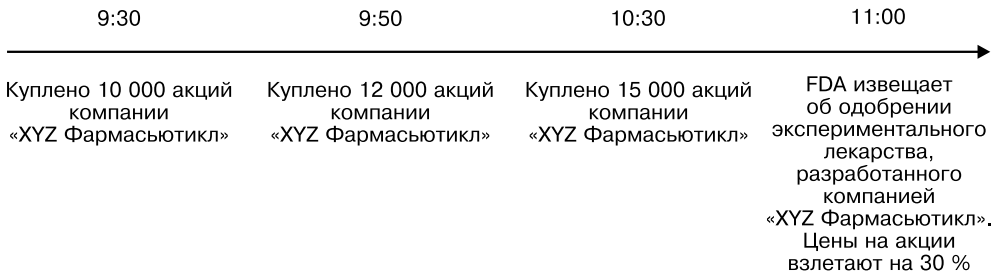 9:30
Куплено 10 000 акций
компании
«XYZ Фармасьютикл»
9:50
Куплено 12 000 акций
компании
«XYZ Фармасьютикл»
10:30
Куплено 15 000 акций
компании
«XYZ Фармасьютикл»
11:00
FDA извещает
об одобрении
экспериментального
лекарства,
разработанного
компанией
«XYZ Фармасьютикл».
Цены на акции
взлетают на 30 %